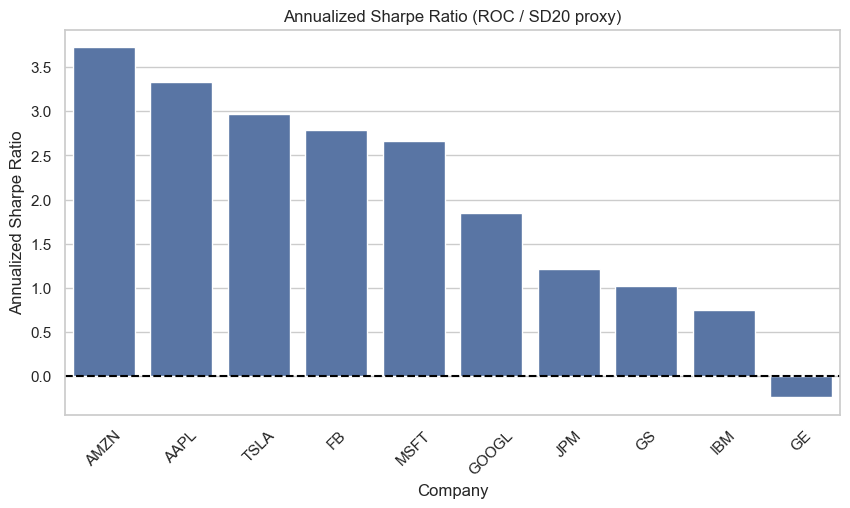 Annualized Sharpe Ratio (ROC / SD20 proxy)
Annualized Sharpe Ratio
3.5
3.0
2.5
2.0
1.5
1.0
0.5
0.0
AMZN
AAPL
TSLA
FB
MSFT
GOOGL
JPM
GS
IBM
GE
Company